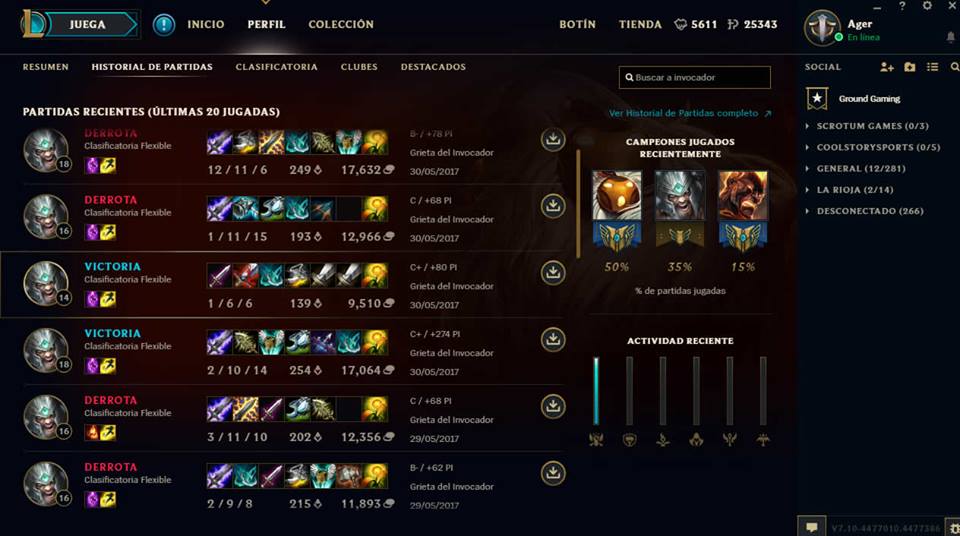 JUEGA
INICIO
PERFIL
COLECCIÓN
BOTÍN
TIENDA
5611
25343
Ager
En línea
RESUMEN
HISTORIAL DE PARTIDAS
CLASIFICATORIA
CLUBES
DESTACADOS
Buscar a invocador
SOCIAL
PARTIDAS RECIENTES (ÚLTIMAS 20 JUGADAS)
Ver Historial de Partidas completo
DERROTA
Clasificatoria Flexible
18
12 / 11 / 6
249
17,632
B- / +78 PI
Grieta del Invocador
30/05/2017
DERROTA
Clasificatoria Flexible
16
1 / 11 / 15
193
12,966
C / +68 PI
Grieta del Invocador
30/05/2017
VICTORIA
Clasificatoria Flexible
14
1 / 6 / 6
139
9,510
C+ / +80 PI
Grieta del Invocador
30/05/2017
VICTORIA
Clasificatoria Flexible
18
2 / 10 / 14
254
17,064
C+ / +274 PI
Grieta del Invocador
30/05/2017
DERROTA
Clasificatoria Flexible
16
3 / 11 / 10
202
12,356
C / +68 PI
Grieta del Invocador
29/05/2017
DERROTA
Clasificatoria Flexible
16
2 / 9 / 8
215
11,893
B- / +62 PI
Grieta del Invocador
29/05/2017
CAMPEONES JUGADOS
RECIENTEMENTE
50%
35%
15%
% de partidas jugadas
ACTIVIDAD RECIENTE
Ground Gaming
SCROTUM GAMES (0/3)
COOLSTORYSPORTS (0/5)
GENERAL (12/281)
LA RIOJA (2/14)
DESCONECTADO (266)
V7.10-4477010.4477386